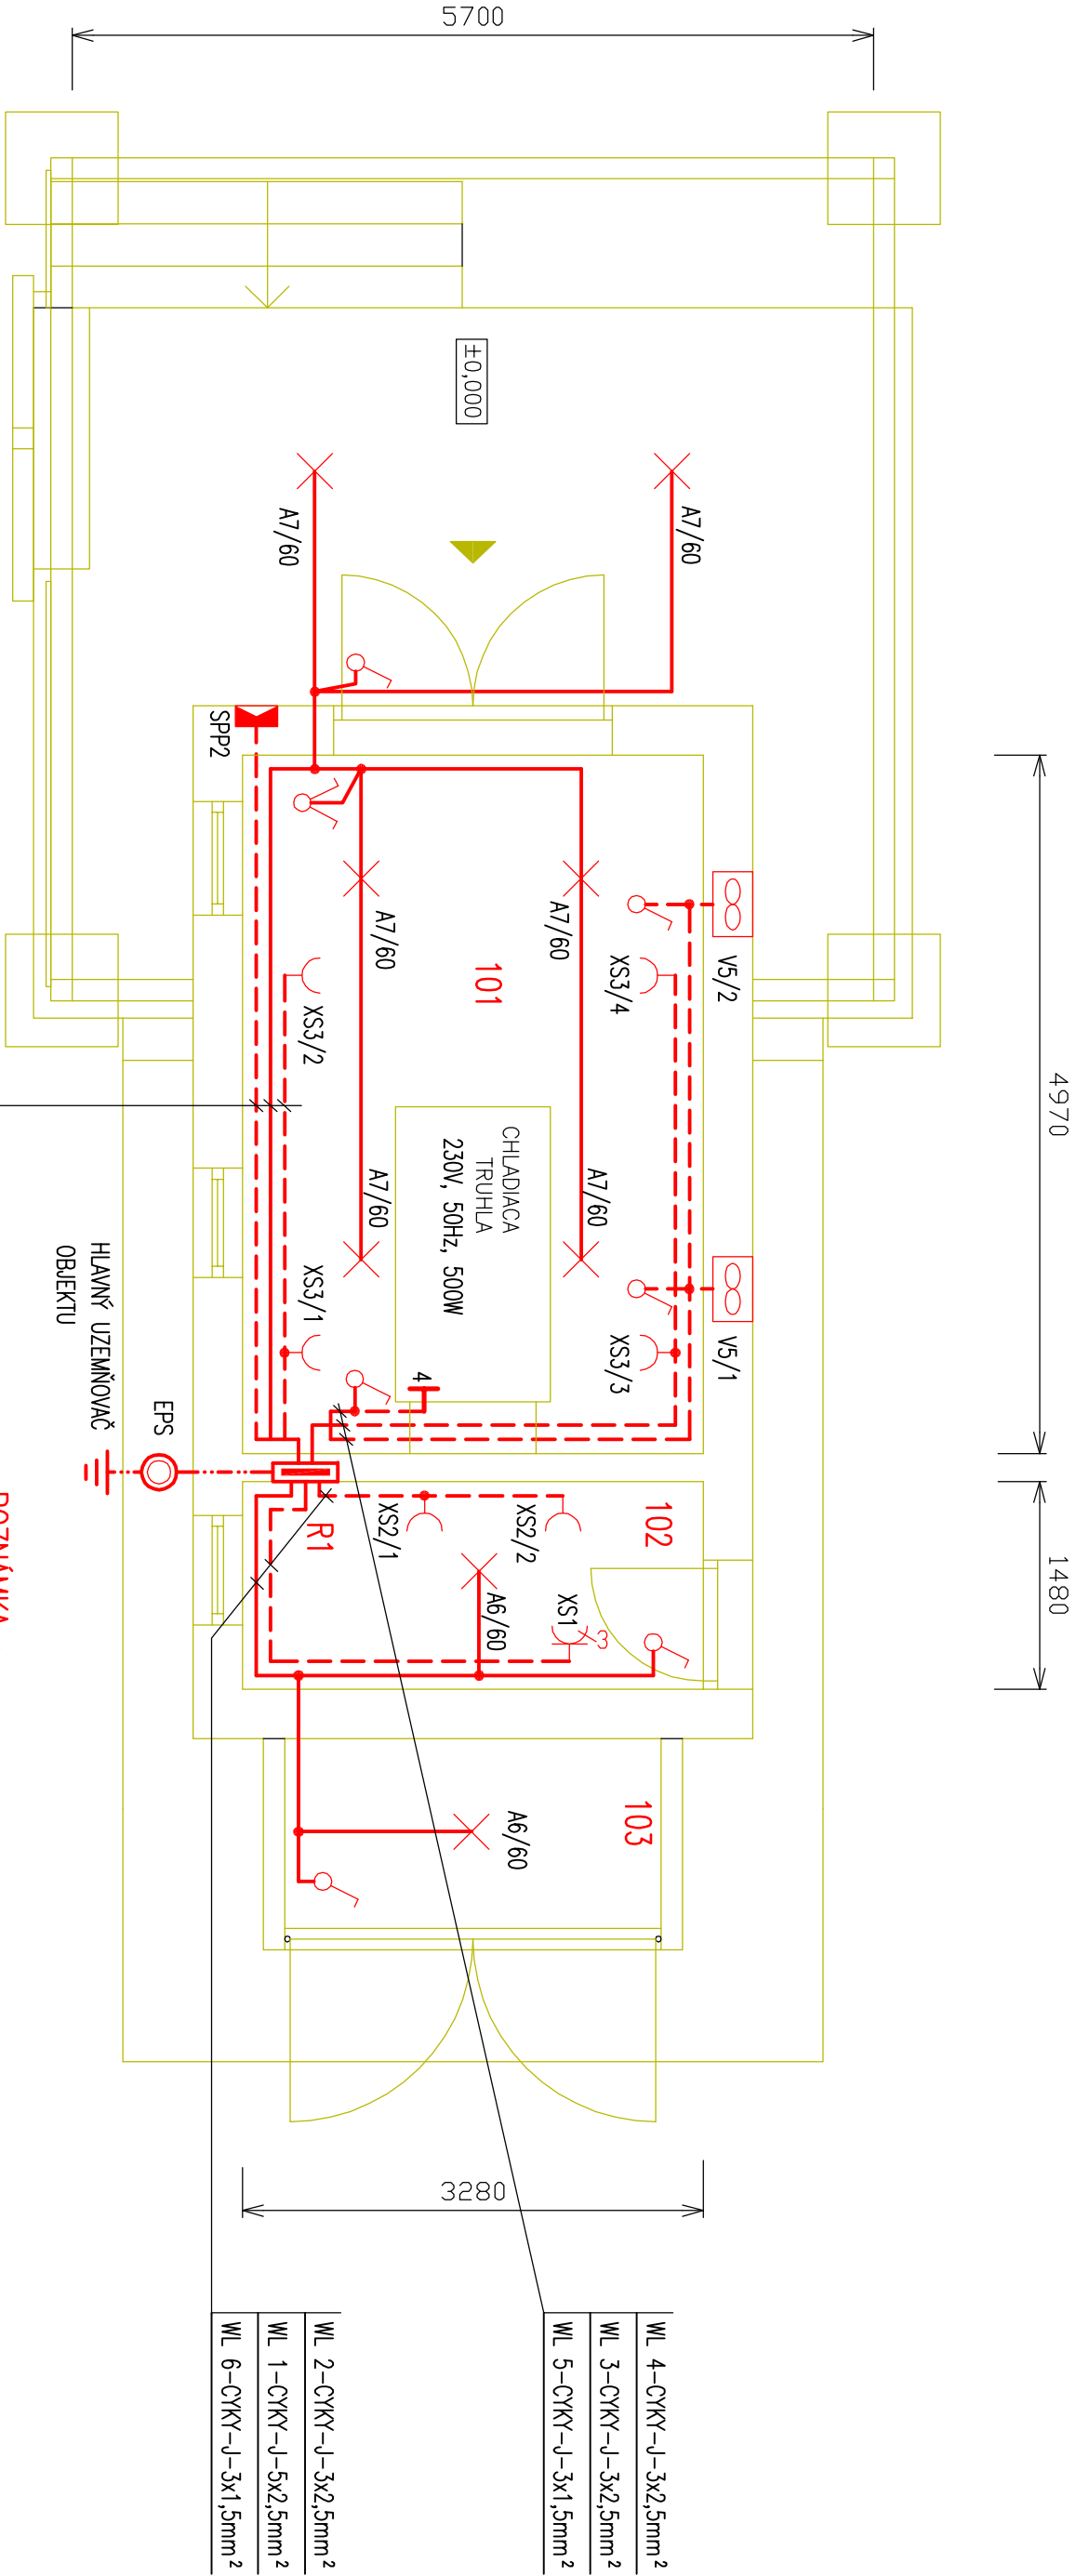 5700
±0,000
A7/60
A7/60
SPP2
4970
V5/2
XS3/4
A7/60
101
A7/60
XS3/2
V5/1
XS3/3
A7/60
CHLADIACA
TRUHLA
230V, 50Hz, 500W
A7/60
XS3/1
4
HLAVNÝ UZEMŇOVAČ
OBJEKTU
EPS
1480
102
XS2/2
XS2/1
R1
XS1
3
A6/60
103
A6/60
3280
WL 4-CYKY-J-3x2,5mm²
WL 3-CYKY-J-3x2,5mm²
WL 5-CYKY-J-3x1,5mm²
WL 2-CYKY-J-3x2,5mm²
WL 1-CYKY-J-5x2,5mm²
WL 6-CYKY-J-3x1,5mm²